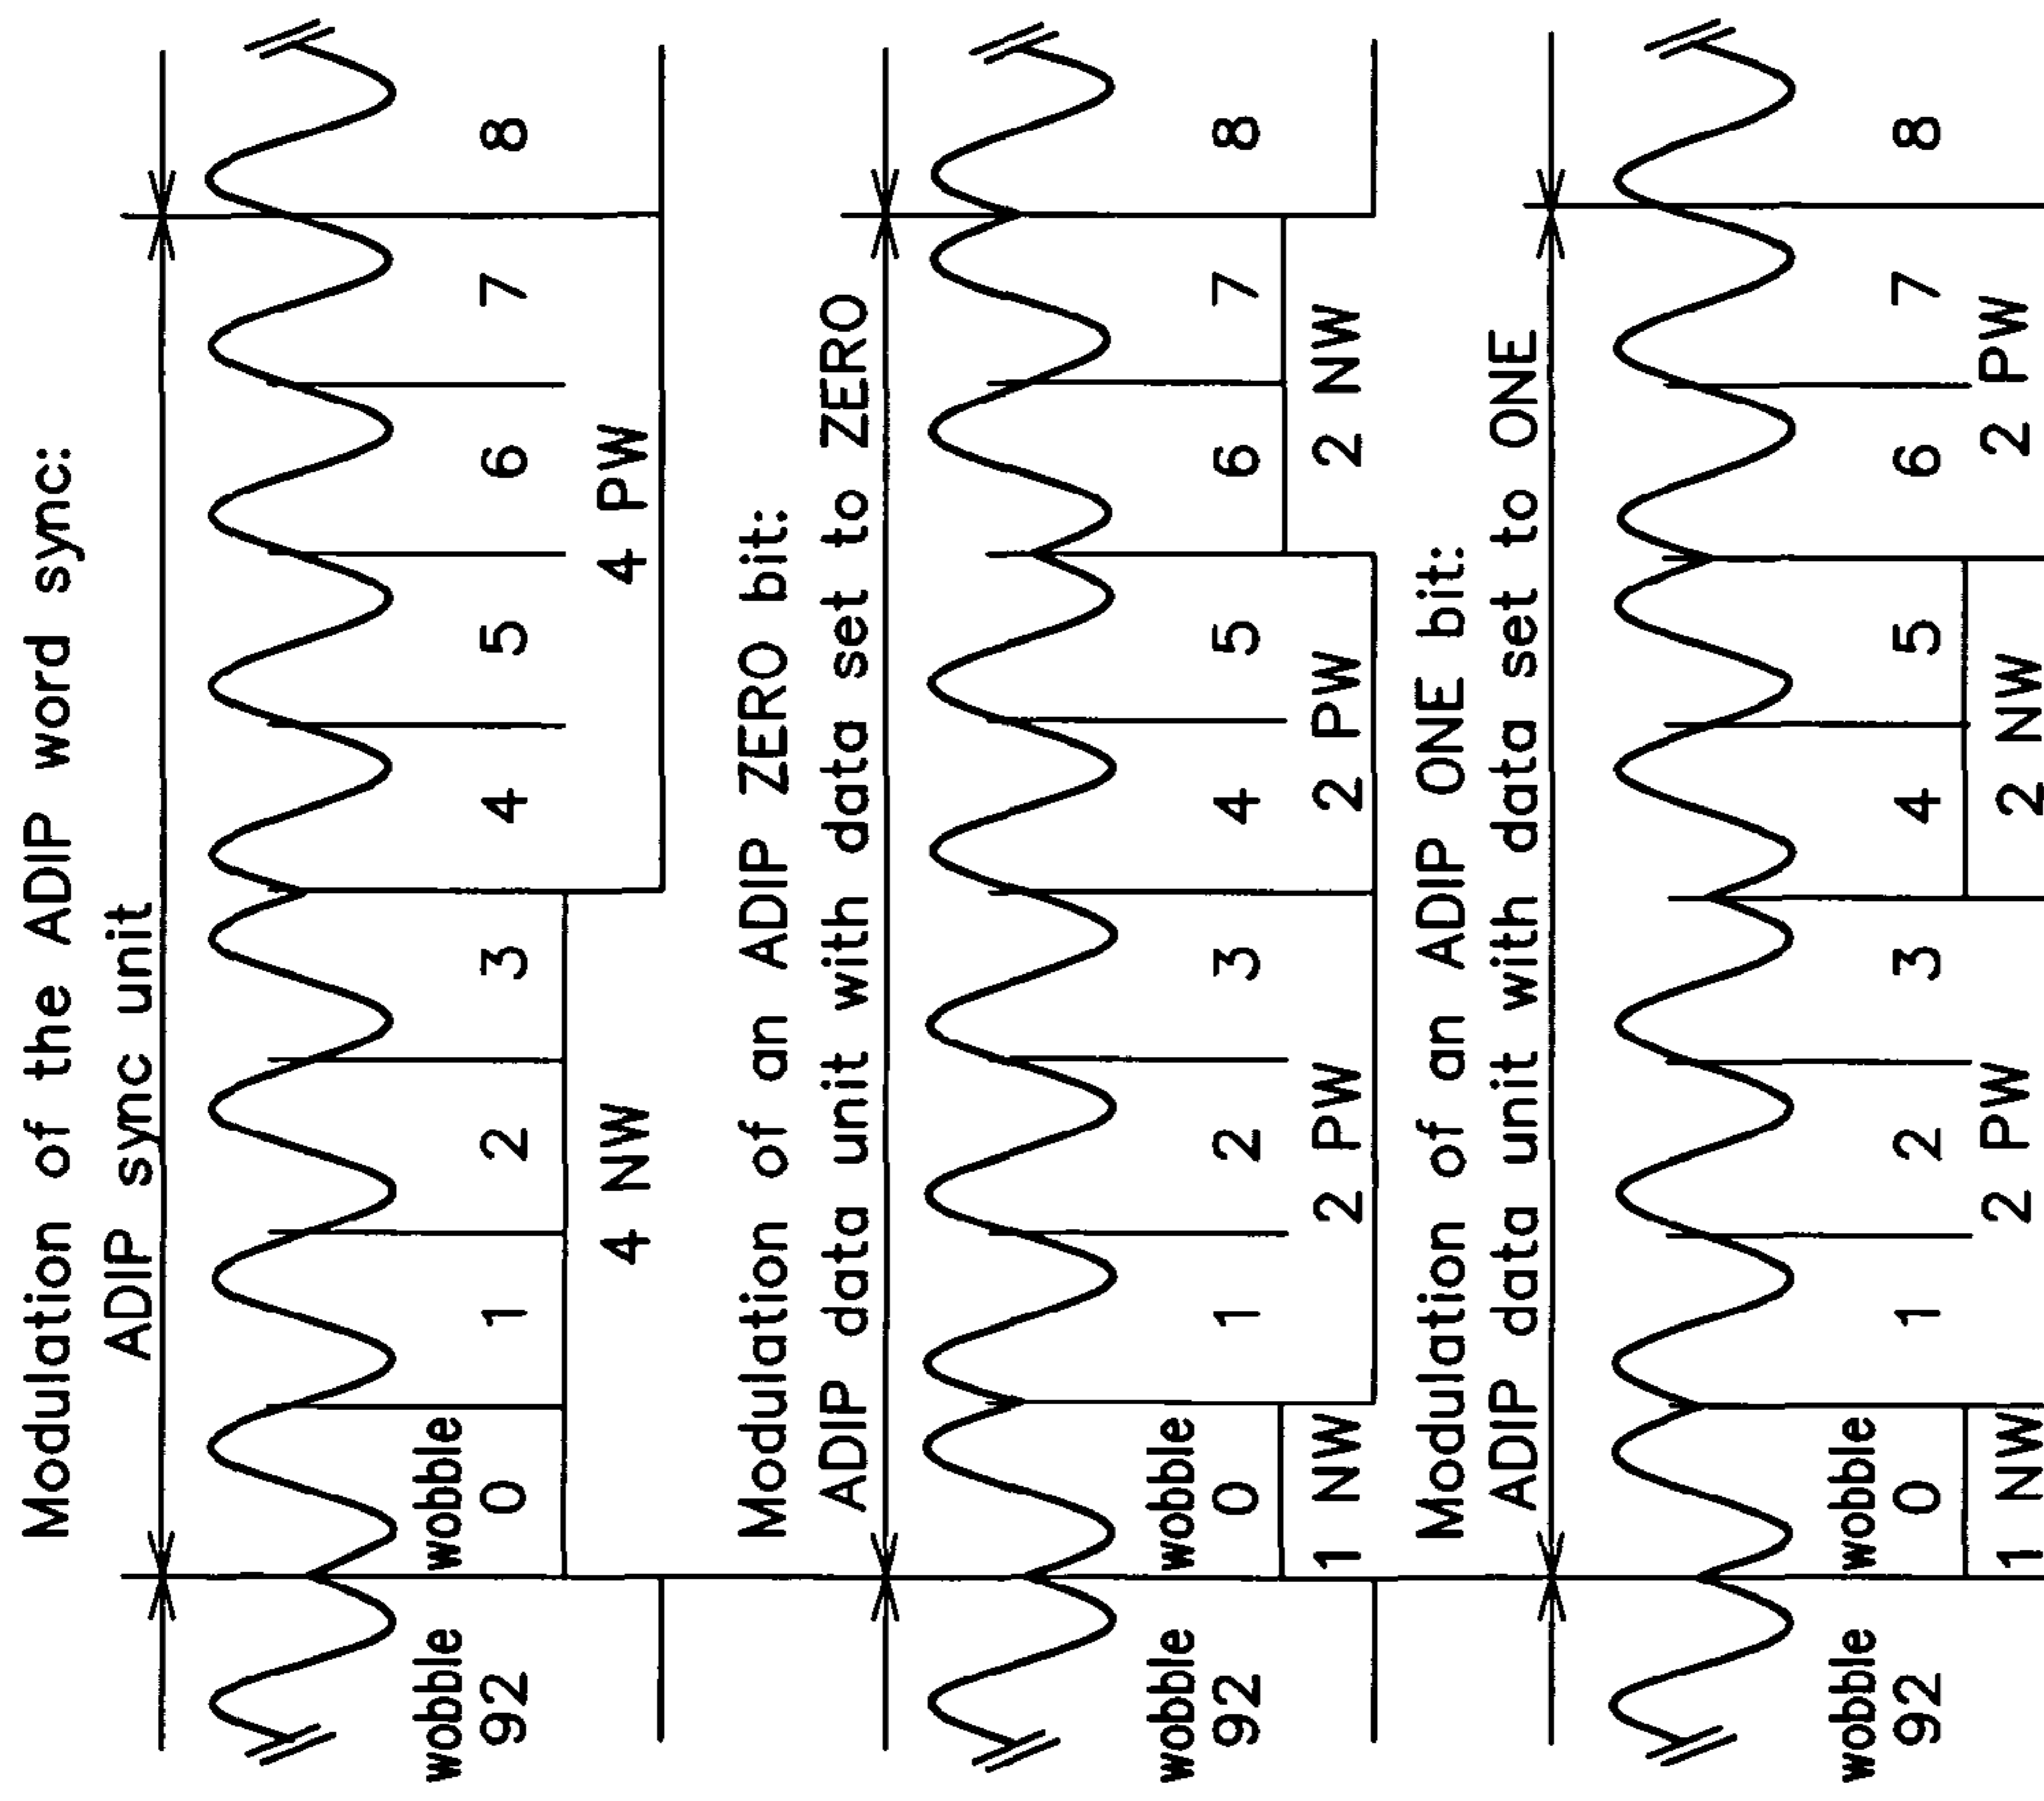 Modulation of the ADIP word sync:
ADIP sync unit
wobble wobble
92 0 1 2 3 4 5 6 7 8
4 NW 4 PW
Modulation of an ADIP ZERO bit:
ADIP data unit with data set to ZERO
wobble wobble
92 0 1 2 3 4 5 6 7 8
1 NW 2 PW 2 PW 2 NW
Modulation of an ADIP ONE bit:
ADIP data unit with data set to ONE
wobble wobble
92 0 1 2 3 4 5 6 7 8
1 NW 2 PW 2 NW 2 PW